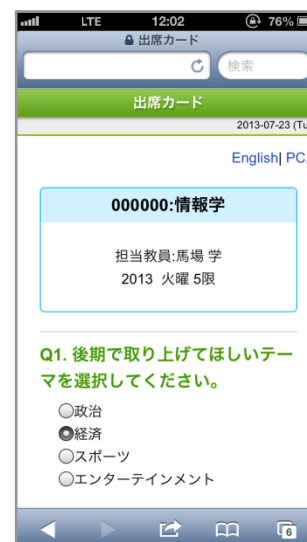 LTE 12:02 76%
出席カード
検索
出席カード
2013-07-23 (Tu
English| PC
000000:情報学
担当教員:馬場 学
2013 火曜 5限
Q1. 後期で取り上げてほしいテー
マを選択してください。
政治
経済
スポーツ
エンターテインメント
6